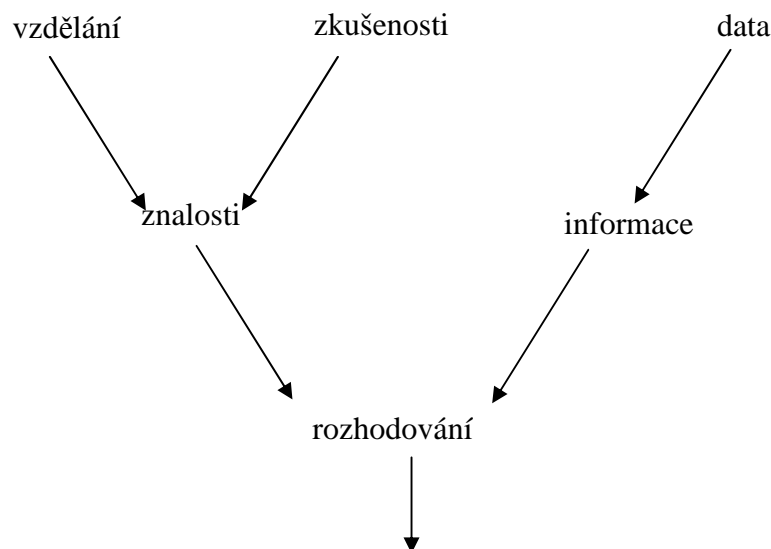 vzdělání zkušenosti data
znalosti informace
rozhodování